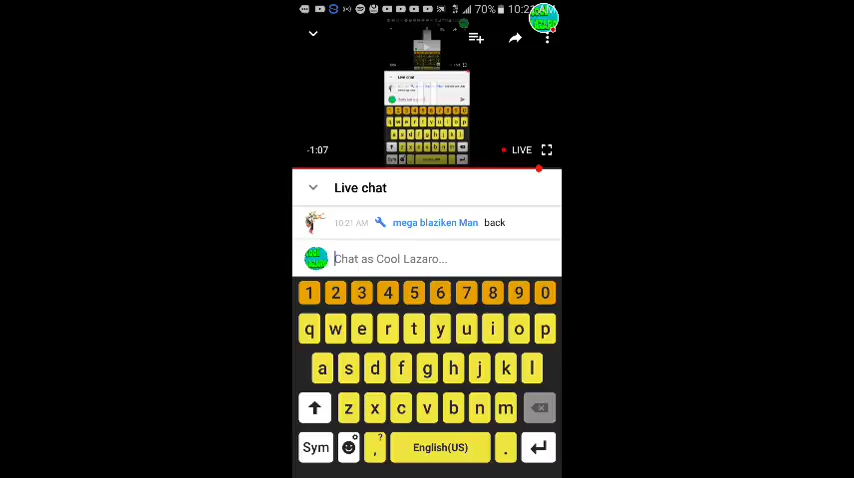 70% 10:21 AM
-1:07
LIVE
Live chat
10:21 AM mega blaziken Man back
Chat as Cool Lazaro...
1 2 3 4 5 6 7 8 9 0
q w e r t y u i o p
a s d f g h j k l
z x c v b n m
Sym , ? English(US) .